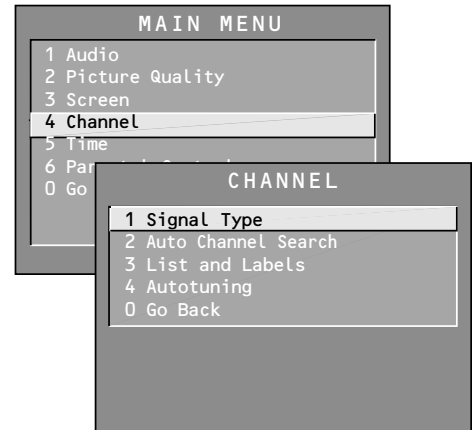 MAIN MENU
1 Audio
2 Picture Quality
3 Screen
4 Channel
5 Time
6
0 Go
CHANNEL
1 Signal Type
2 Auto Channel Search
3 List and Labels
4 Autotuning
0 Go Back